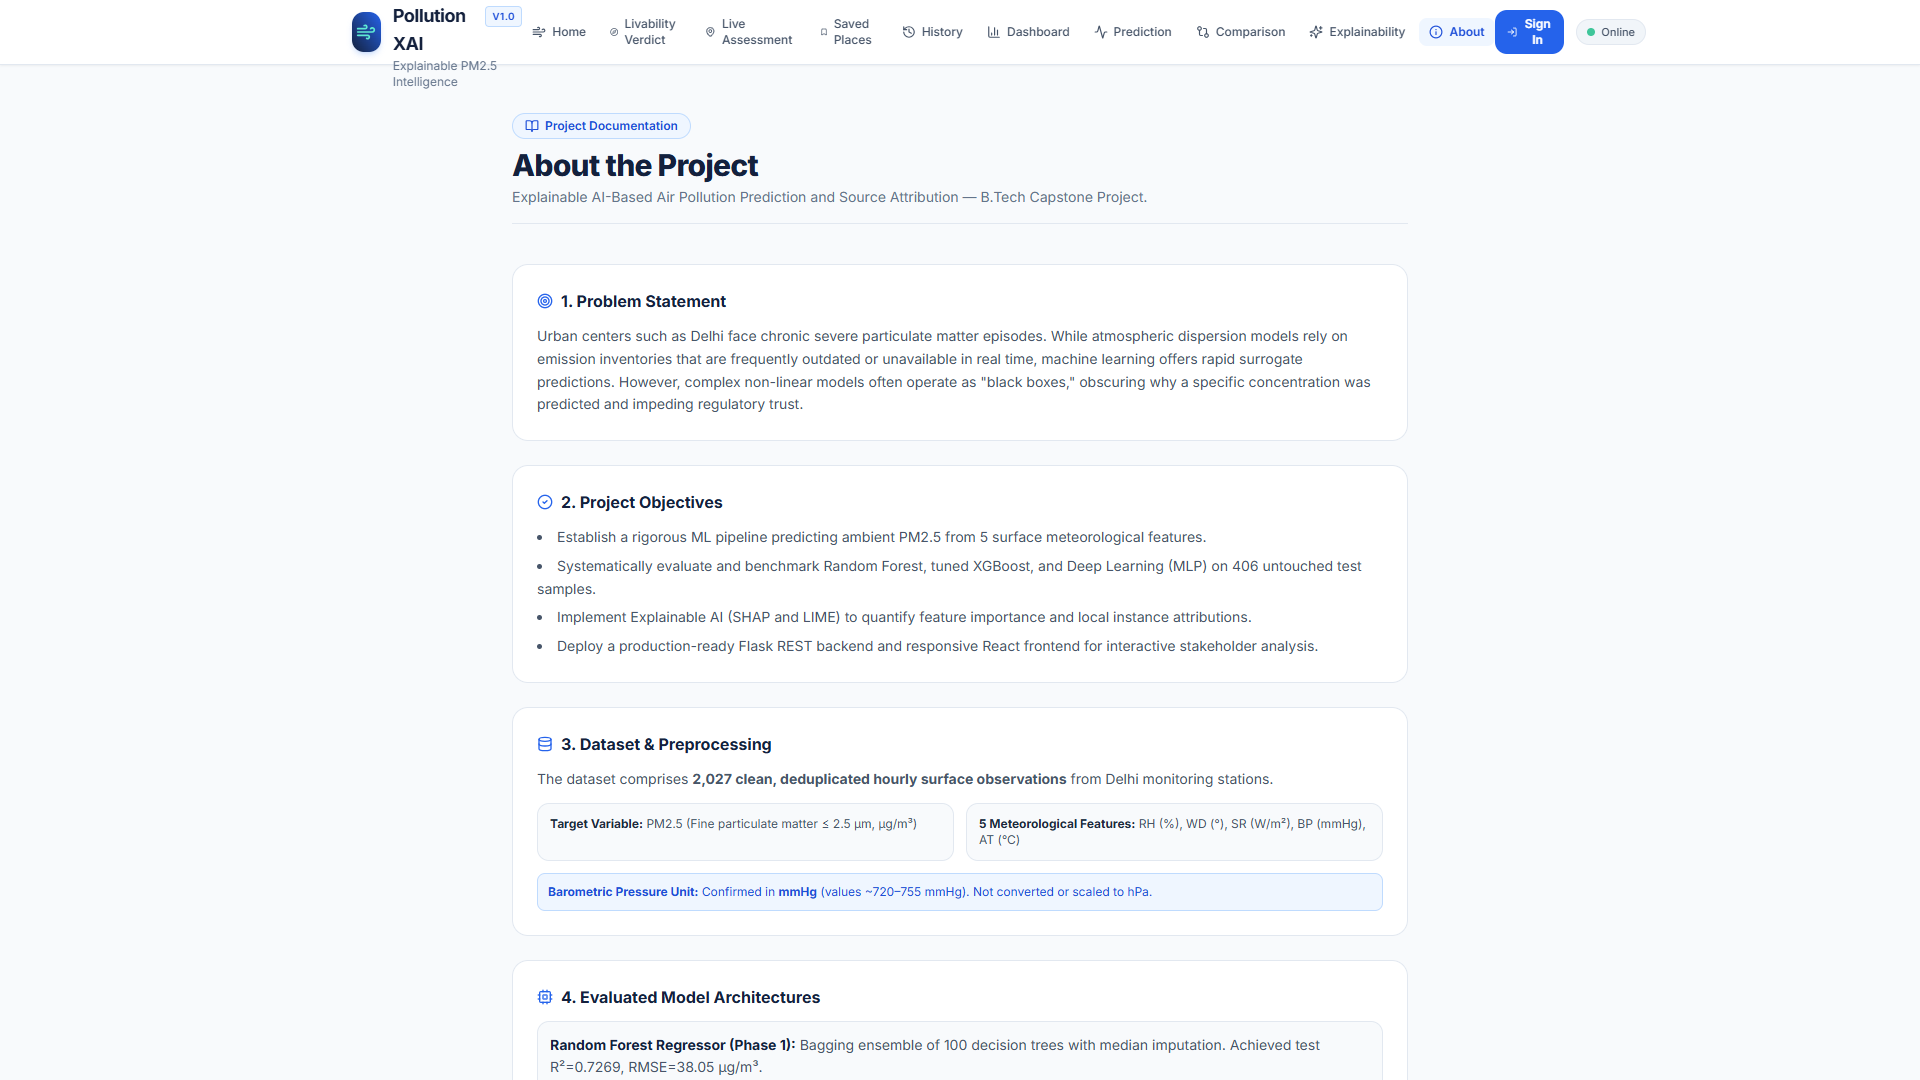 Pollution XAI
V1.0
Explainable PM2.5 Intelligence
Home
Livability Verdict
Live Assessment
Saved Places
History
Dashboard
Prediction
Comparison
Explainability
About
Sign In
Online
Project Documentation
About the Project
Explainable AI-Based Air Pollution Prediction and Source Attribution — B.Tech Capstone Project.
1. Problem Statement
Urban centers such as Delhi face chronic severe particulate matter episodes. While atmospheric dispersion models rely on
emission inventories that are frequently outdated or unavailable in real time, machine learning offers rapid surrogate
predictions. However, complex non-linear models often operate as "black boxes," obscuring why a specific concentration was
predicted and impeding regulatory trust.
2. Project Objectives
• Establish a rigorous ML pipeline predicting ambient PM2.5 from 5 surface meteorological features.
• Systematically evaluate and benchmark Random Forest, tuned XGBoost, and Deep Learning (MLP) on 406 untouched test
samples.
• Implement Explainable AI (SHAP and LIME) to quantify feature importance and local instance attributions.
• Deploy a production-ready Flask REST backend and responsive React frontend for interactive stakeholder analysis.
3. Dataset & Preprocessing
The dataset comprises 2,027 clean, deduplicated hourly surface observations from Delhi monitoring stations.
Target Variable: PM2.5 (Fine particulate matter ≤ 2.5 μm, μg/m³)
5 Meteorological Features: RH (%), WD (°), SR (W/m²), BP (mmHg),
AT (°C)
Barometric Pressure Unit: Confirmed in mmHg (values ~720–755 mmHg). Not converted or scaled to hPa.
4. Evaluated Model Architectures
Random Forest Regressor (Phase 1): Bagging ensemble of 100 decision trees with median imputation. Achieved test
R²=0.7269, RMSE=38.05 μg/m³.